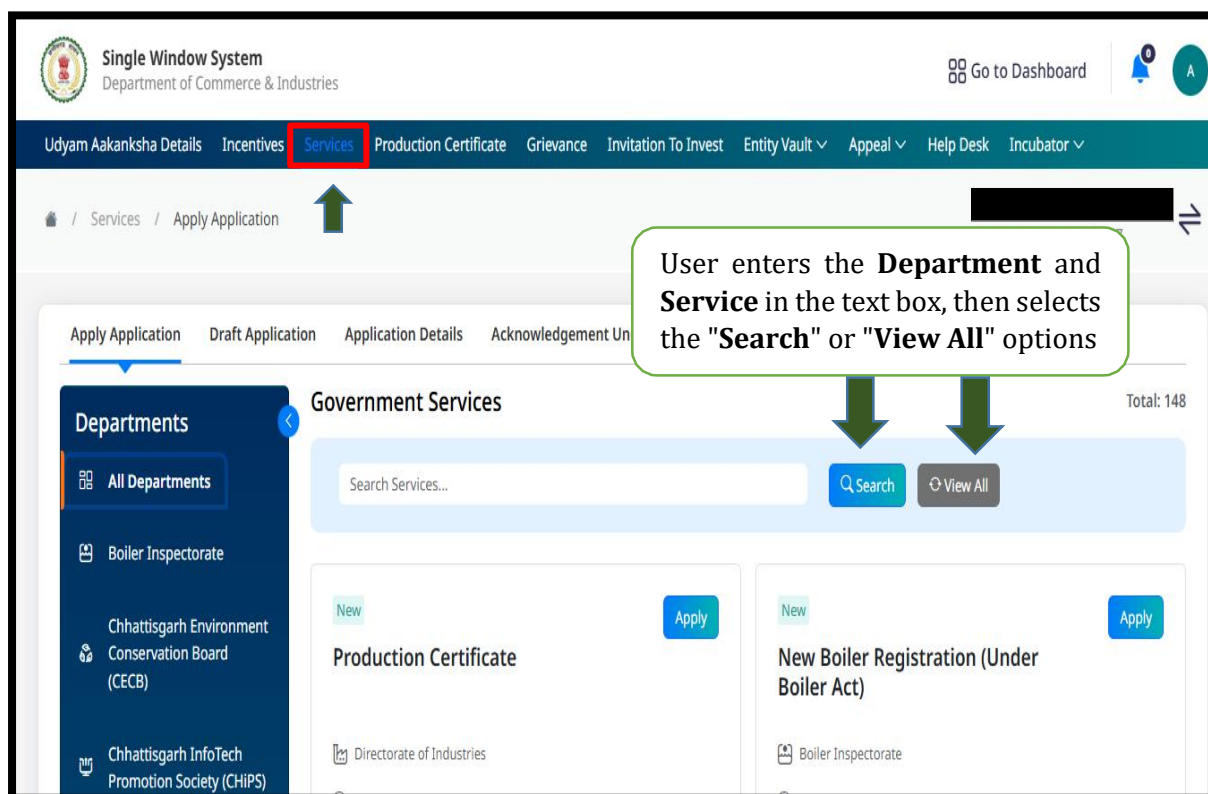 Single Window System
Department of Commerce & Industries
Go to Dashboard
0
A
Udyam Aakanksha Details Incentives Services Production Certificate Grievance Invitation To Invest Entity Vault Appeal Help Desk Incubator
/ Services / Apply Application
User enters the Department and
Service in the text box, then selects
the "Search" or "View All" options
Apply Application Draft Application Application Details Acknowledgement Un
Departments
All Departments
Boiler Inspectorate
Chhattisgarh Environment
Conservation Board
(CECB)
Chhattisgarh InfoTech
Promotion Society (CHiPS)
Government Services
Total: 148
Search Services...
Search
View All
New
Apply
Production Certificate
Directorate of Industries
New
Apply
New Boiler Registration (Under
Boiler Act)
Boiler Inspectorate